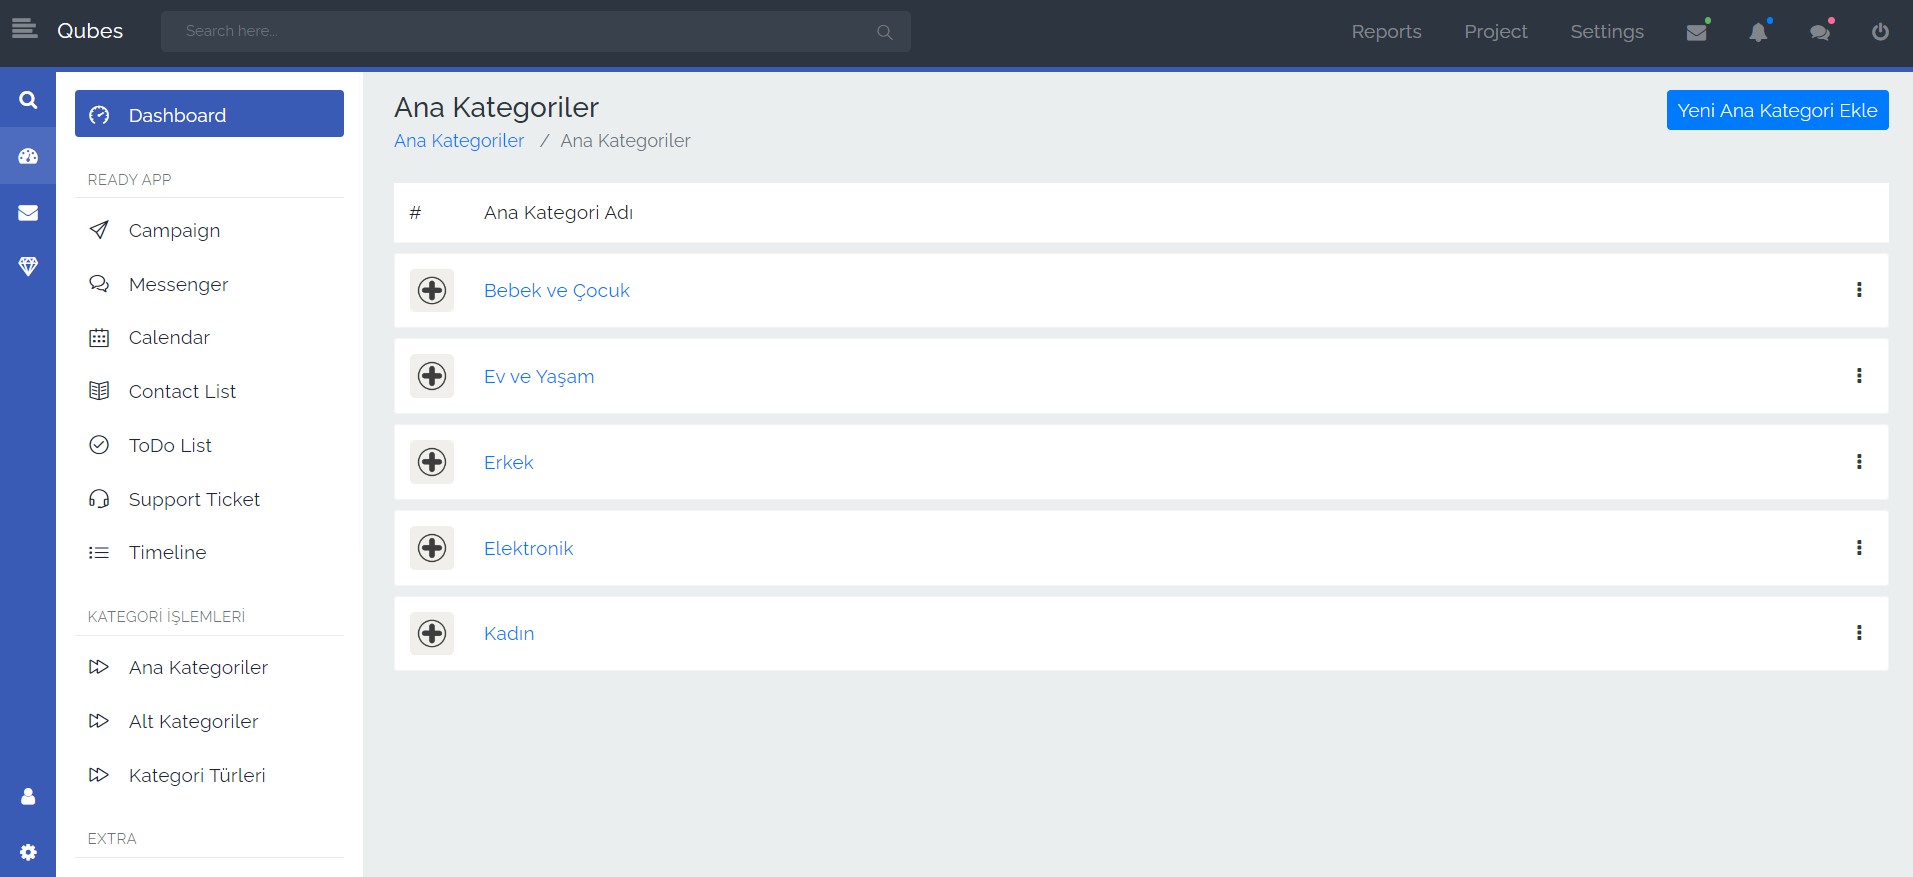 Qubes
Search here...
Reports
Project
Settings
Dashboard
READY APP
Campaign
Messenger
Calendar
Contact List
ToDo List
Support Ticket
Timeline
KATEGORİ İŞLEMLERİ
Ana Kategoriler
Alt Kategoriler
Kategori Türleri
EXTRA
Ana Kategoriler
Ana Kategoriler / Ana Kategoriler
Yeni Ana Kategori Ekle
# Ana Kategori Adı
Bebek ve Çocuk
Ev ve Yaşam
Erkek
Elektronik
Kadın